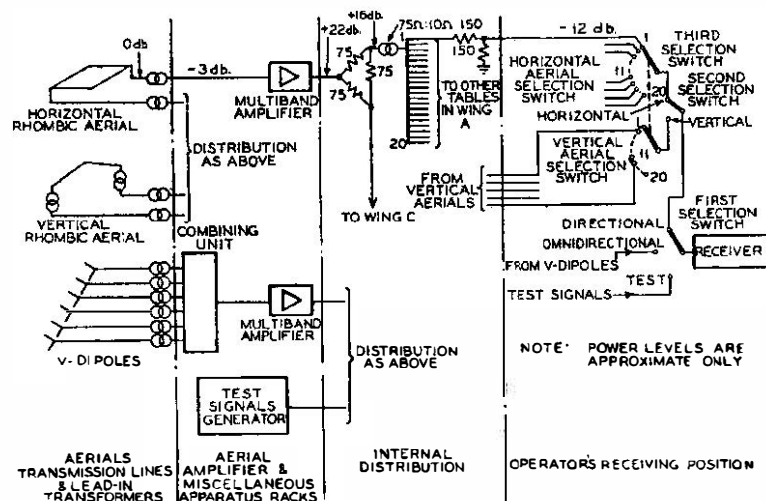 0db.
-3 db.
+22db.
+16db.
75Ω:10Ω
150
150
-12 db.
75
75
75
1
20
HORIZONTAL
RHOMBIC AERIAL
MULTIBAND
AMPLIFIER
DISTRIBUTION
AS ABOVE
VERTICAL
RHOMBIC AERIAL
COMBINING
UNIT
TO WING C
TO OTHER
TABLES
IN WING
A
HORIZONTAL
AERIAL
SELECTION
SWITCH
1
11
20
THIRD
SELECTION
SWITCH
SECOND
SELECTION
SWITCH
HORIZONTAL
VERTICAL
VERTICAL
AERIAL
SELECTION
SWITCH
1
11
20
FROM
VERTICAL
AERIALS
FIRST
SELECTION
SWITCH
DIRECTIONAL
OMNIDIRECTIONAL
FROM V-DIPOLES
RECEIVER
TEST
TEST SIGNALS
V-DIPOLES
MULTIBAND
AMPLIFIER
DISTRIBUTION
AS ABOVE
TEST
SIGNALS
GENERATOR
NOTE· POWER LEVELS ARE
APPROXIMATE ONLY
AERIALS
TRANSMISSION LINES
& LEAD-IN
TRANSFORMERS
AERIAL
AMPLIFIER &
MISCELLANEOUS
APPARATUS RACKS
INTERNAL
DISTRIBUTION
OPERATOR'S RECEIVING POSITION